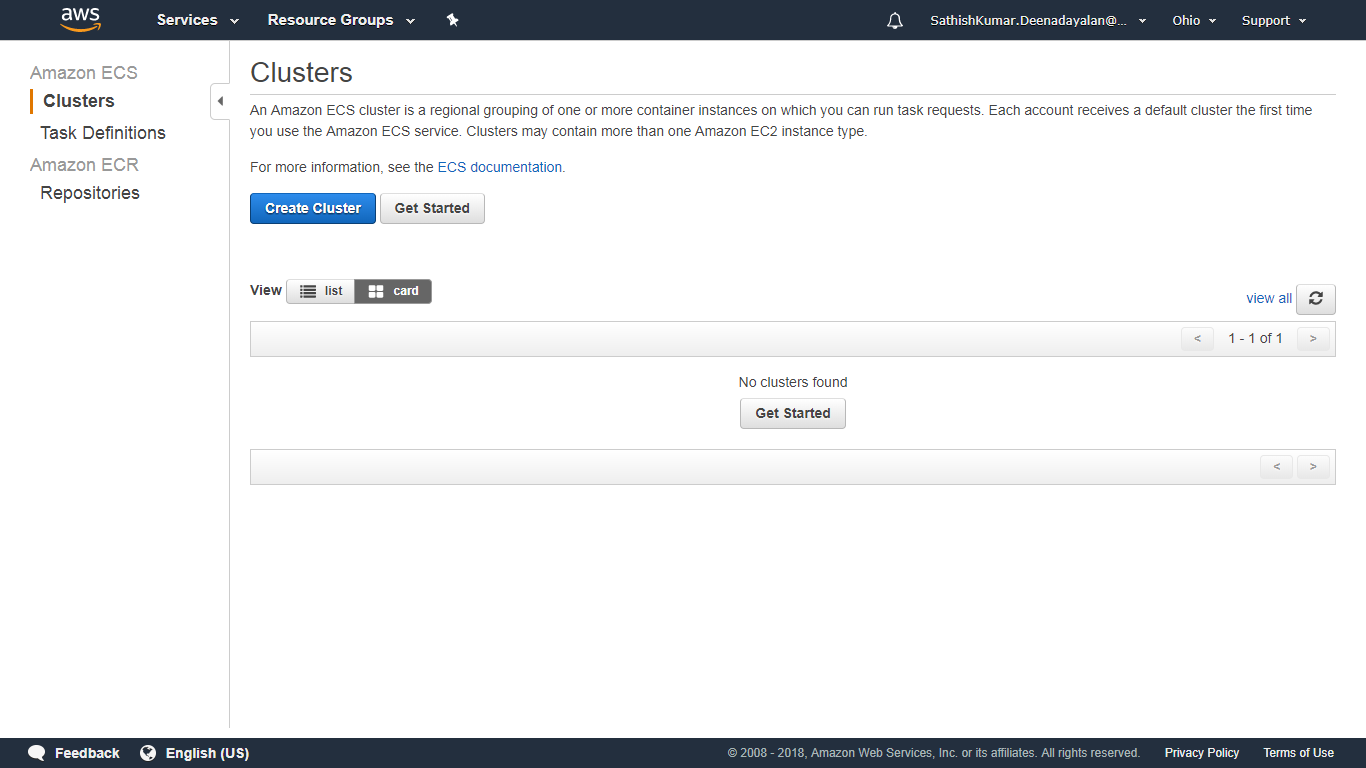 aws Services Resource Groups SathishKumar.Deenadayalan@... Ohio Support
Amazon ECS
Clusters
Task Definitions
Amazon ECR
Repositories
Clusters
An Amazon ECS cluster is a regional grouping of one or more container instances on which you can run task requests. Each account receives a default cluster the first time
you use the Amazon ECS service. Clusters may contain more than one Amazon EC2 instance type.
For more information, see the ECS documentation.
Create Cluster Get Started
View list card
view all
< 1 - 1 of 1 >
No clusters found
Get Started
< >
Feedback English (US) © 2008 - 2018, Amazon Web Services, Inc. or its affiliates. All rights reserved. Privacy Policy Terms of Use